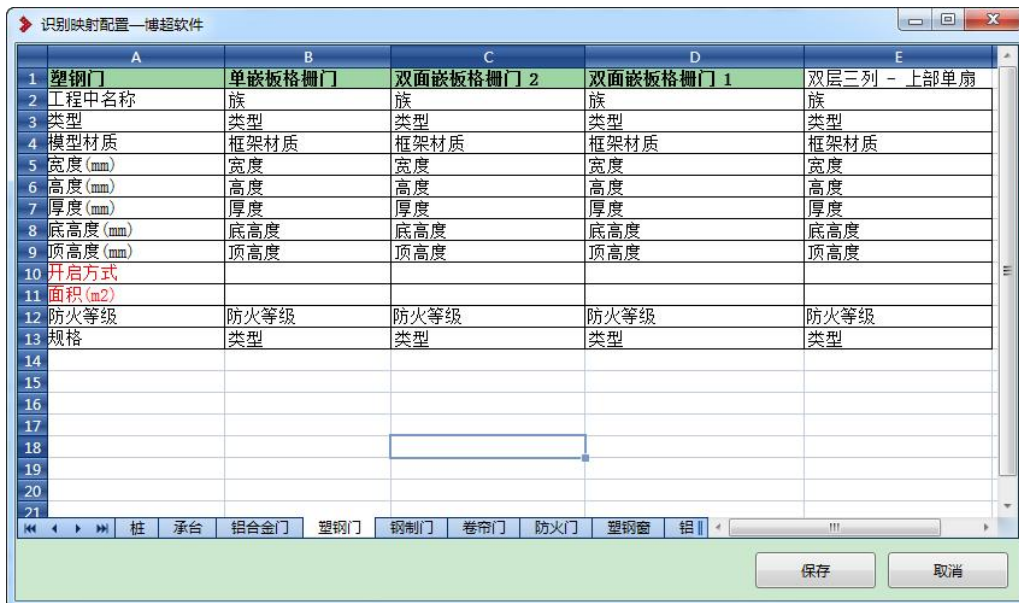 识别映射配置—博超软件
A B C D E
1 塑钢门 单嵌板格栅门 双面嵌板格栅门 2 双面嵌板格栅门 1 双层三列 - 上部单扇
2 工程中名称 族 族 族 族
3 类型 类型 类型 类型 类型
4 模型材质 框架材质 框架材质 框架材质 框架材质
5 宽度(mm) 宽度 宽度 宽度 宽度
6 高度(mm) 高度 高度 高度 高度
7 厚度(mm) 厚度 厚度 厚度 厚度
8 底高度(mm) 底高度 底高度 底高度 底高度
9 顶高度(mm) 顶高度 顶高度 顶高度 顶高度
10 开启方式
11 面积(m2)
12 防火等级 防火等级 防火等级 防火等级 防火等级
13 规格 类型 类型 类型 类型
14
15
16
17
18
19
20
21
桩 承台 铝合金门 塑钢门 钢制门 卷帘门 防火门 塑钢窗 铝
保存 取消